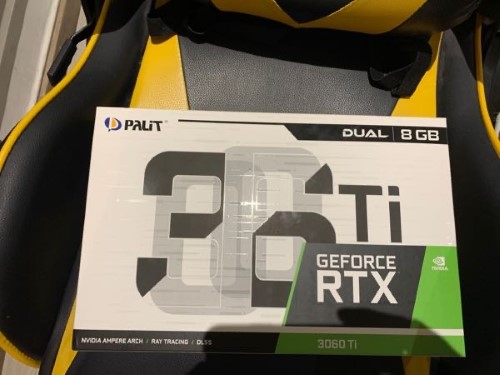 PALIT
DUAL 8 GB
3060 Ti
GEFORCE
RTX
NVIDIA
NVIDIA AMPERE ARCH / RAY TRACING / DLSS
3060 Ti